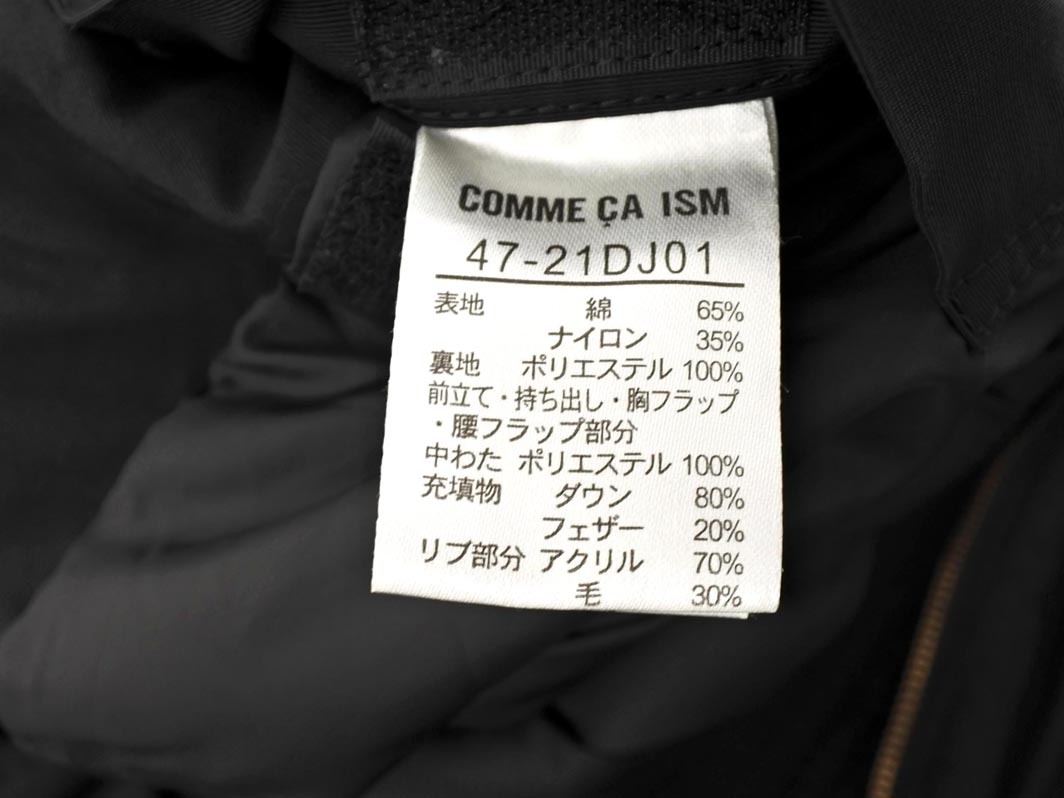 COMME ÇA ISM
47-21DJ01
表地 綿 65%
ナイロン 35%
裏地 ポリエステル 100%
前立て・持ち出し・胸フラップ
・腰フラップ部分
中わた ポリエステル 100%
充填物 ダウン 80%
フェザー 20%
リブ部分 アクリル 70%
毛 30%